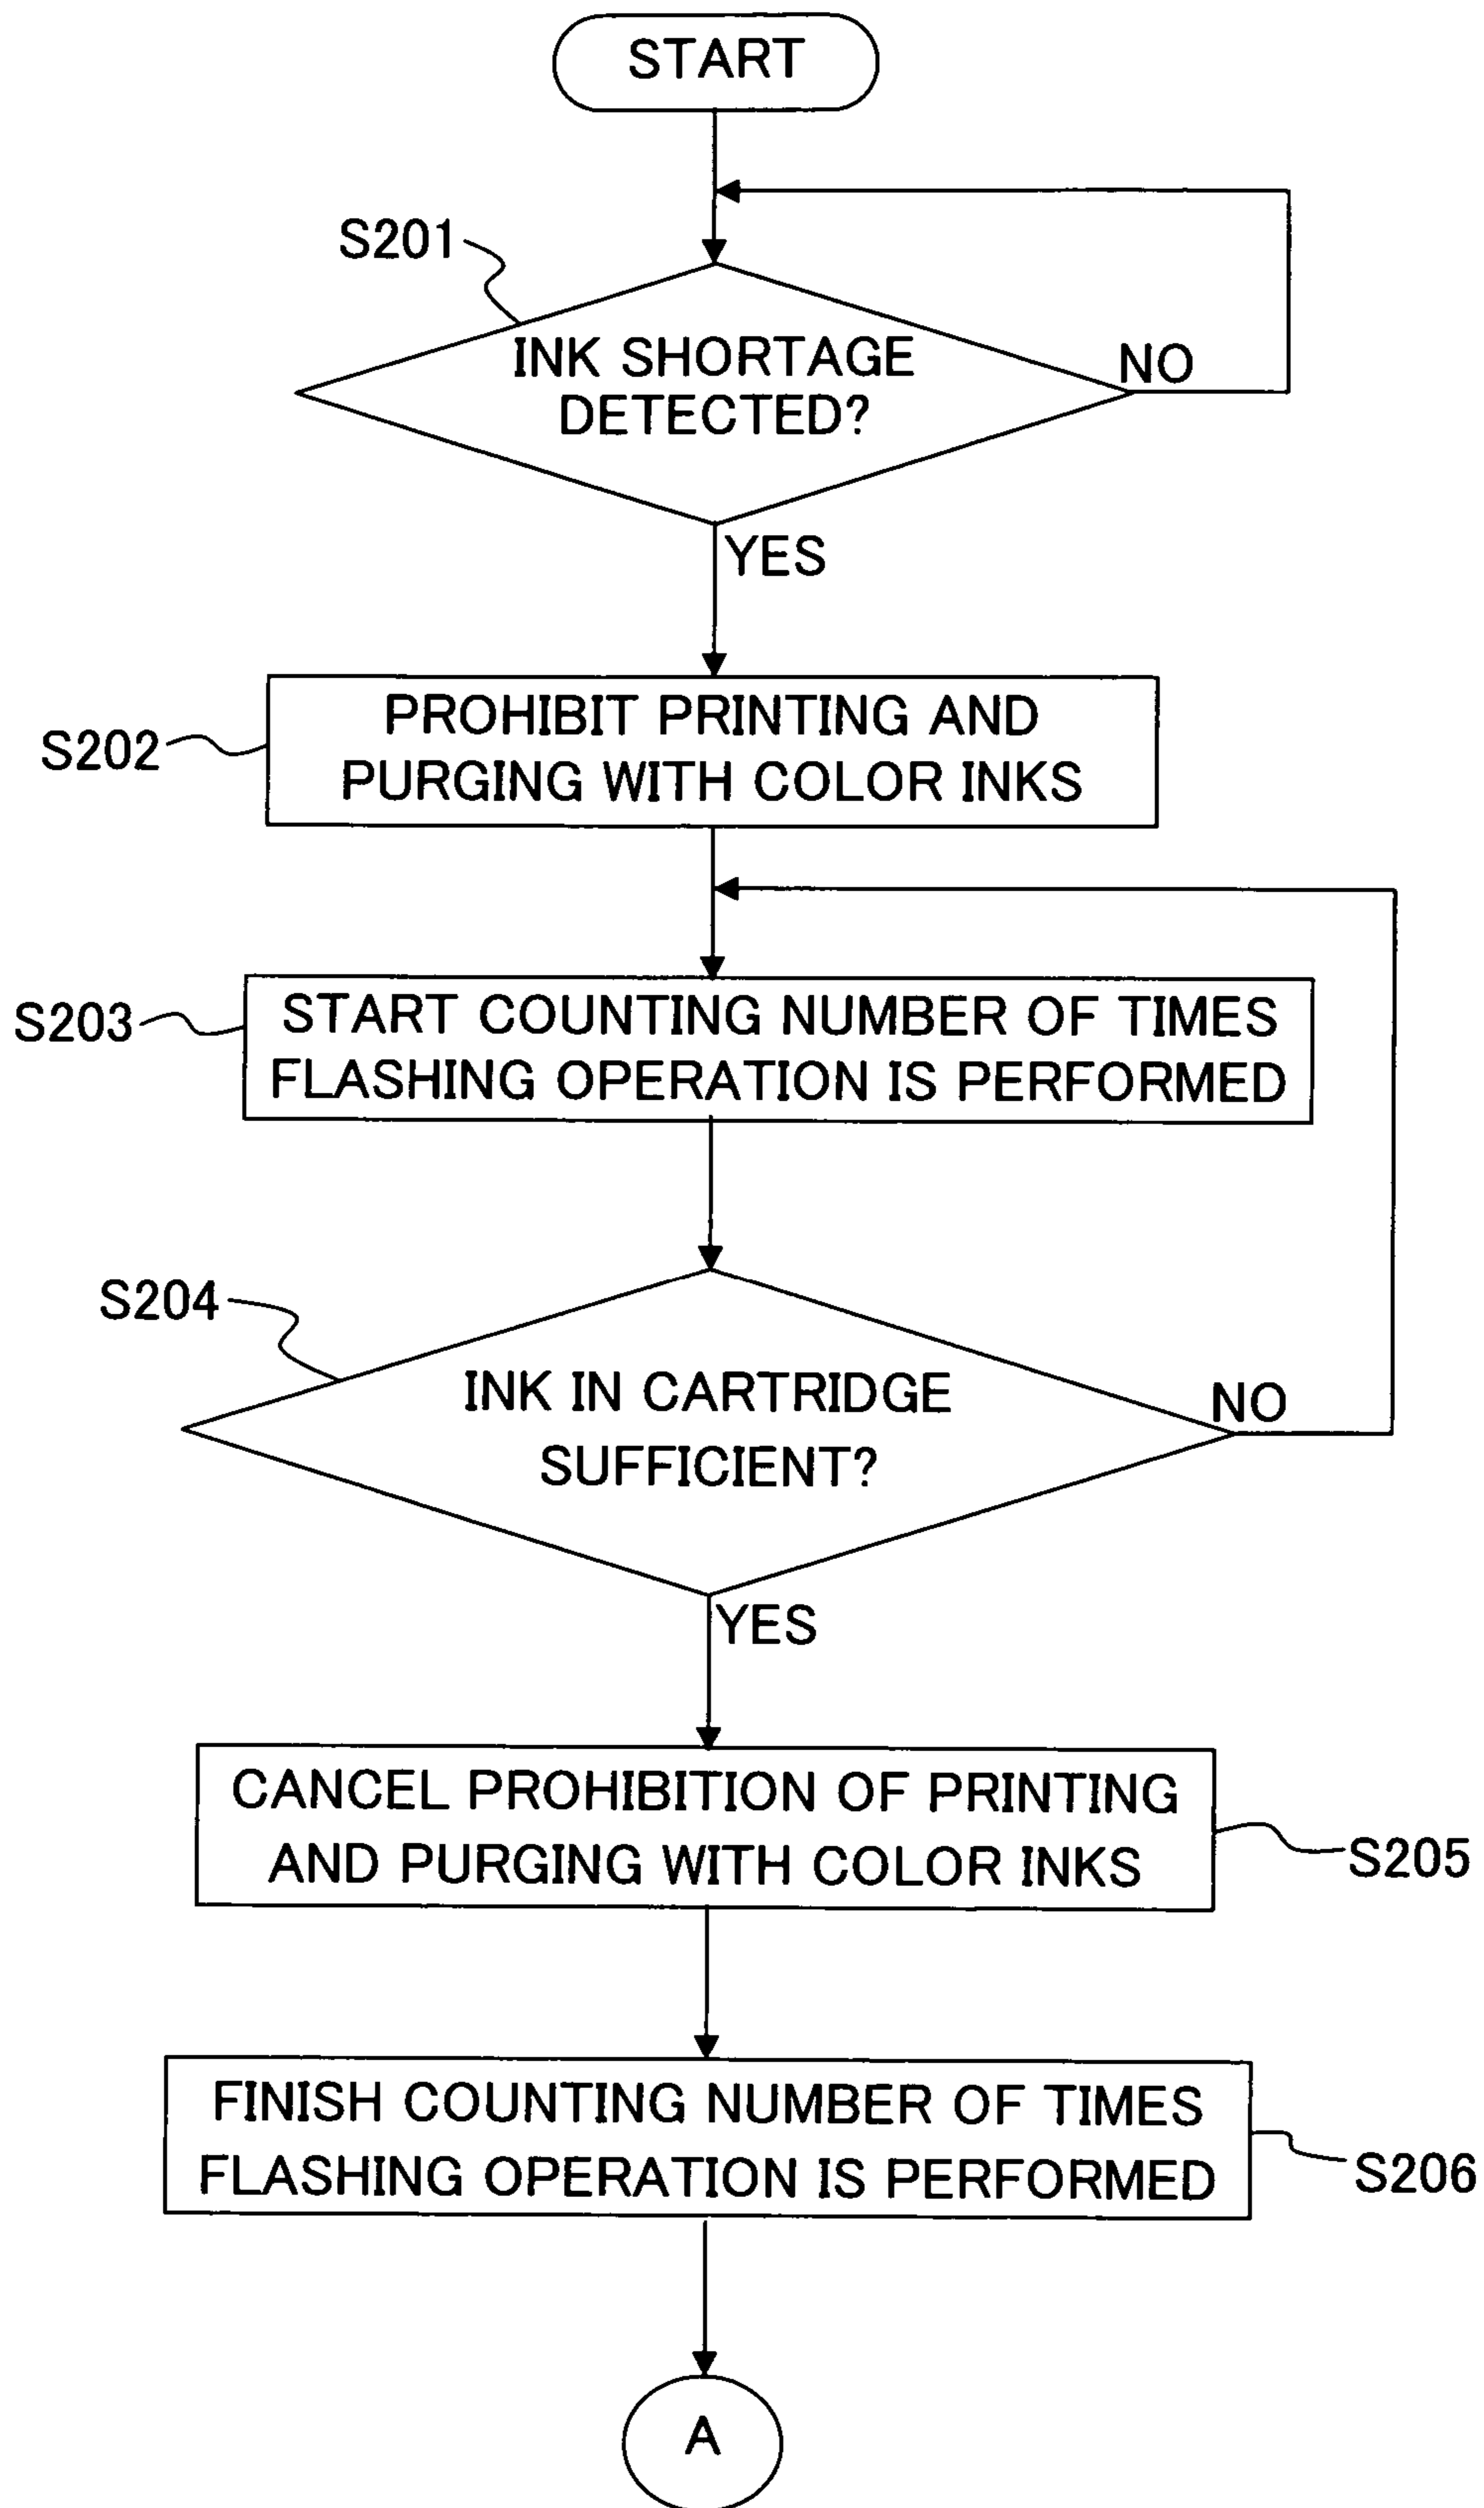 START
S201
INK SHORTAGE
DETECTED?
NO
YES
S202
PROHIBIT PRINTING AND
PURGING WITH COLOR INKS
S203
START COUNTING NUMBER OF TIMES
FLASHING OPERATION IS PERFORMED
S204
INK IN CARTRIDGE
SUFFICIENT?
NO
YES
CANCEL PROHIBITION OF PRINTING
AND PURGING WITH COLOR INKS
S205
FINISH COUNTING NUMBER OF TIMES
FLASHING OPERATION IS PERFORMED
S206
A